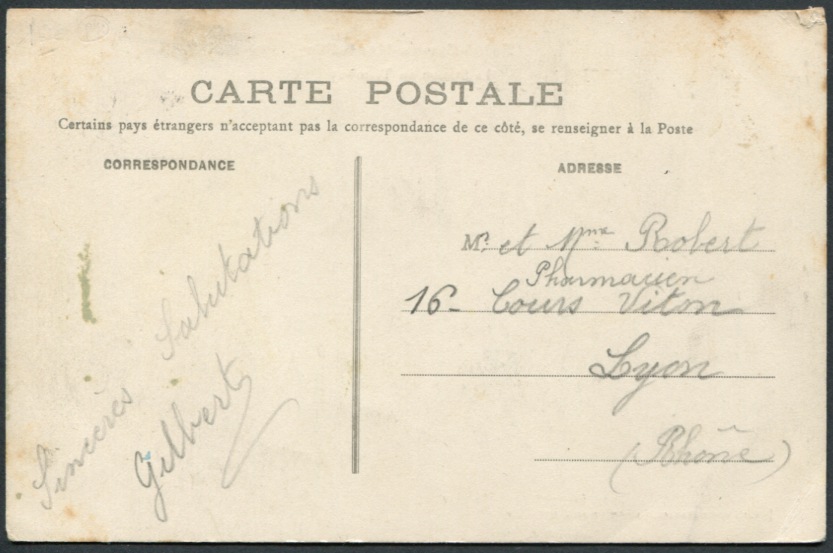 CARTE POSTALE
Certains pays étrangers n'acceptant pas la correspondance de ce côté, se renseigner à la Poste
CORRESPONDANCE
Sincères Salutations
Gilbert
ADRESSE
Mr. et Mme Robert
Pharmacien
16- Cours Vitton
Lyon
(Rhône)